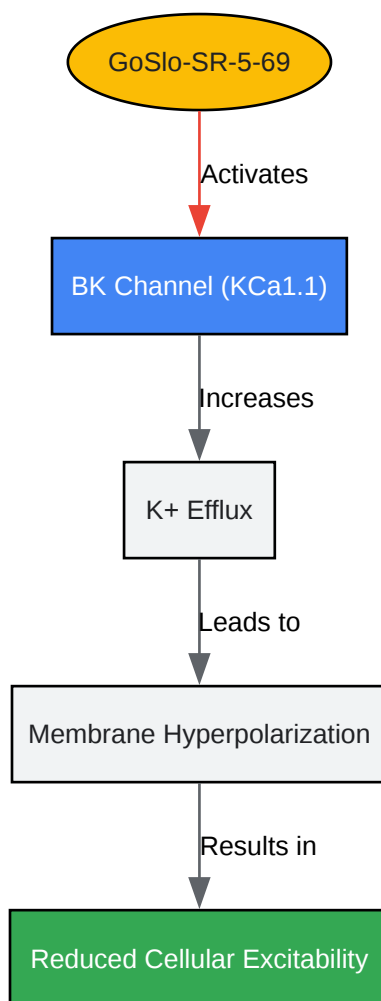 GoSlo-SR-5-69
Activates
BK Channel (KCa1.1)
Increases
K+ Efflux
Leads to
Membrane Hyperpolarization
Results in
Reduced Cellular Excitability